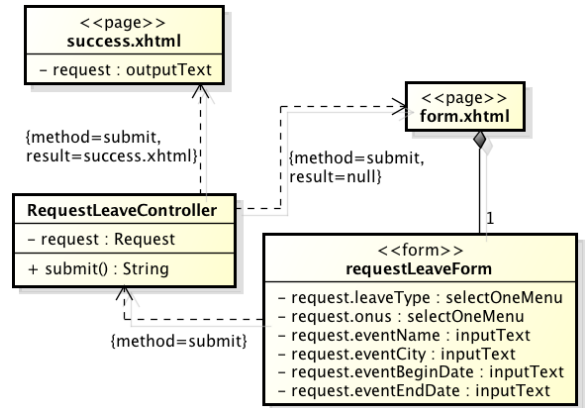 <<page>>
success.xhtml
- request : outputText
<<page>>
form.xhtml
{method=submit,
result=success.xhtml}
{method=submit,
result=null}
RequestLeaveController
- request : Request
+ submit() : String
1
<<form>>
requestLeaveForm
- request.leaveType : selectOneMenu
- request.onus : selectOneMenu
- request.eventName : inputText
- request.eventCity : inputText
- request.eventBeginDate : inputText
- request.eventEndDate : inputText
{method=submit}